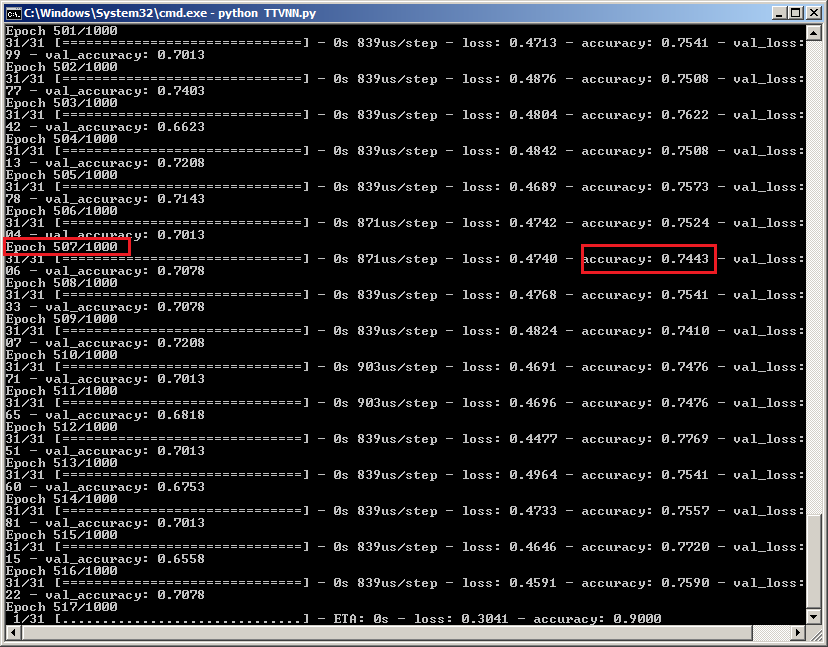 C:\Windows\System32\cmd.exe - python TTVNN.py
Epoch 501/1000
31/31 [==============================] - 0s 839us/step - loss: 0.4713 - accuracy: 0.7541 - val_loss:
99 - val_accuracy: 0.7013
Epoch 502/1000
31/31 [==============================] - 0s 839us/step - loss: 0.4876 - accuracy: 0.7508 - val_loss:
77 - val_accuracy: 0.7403
Epoch 503/1000
31/31 [==============================] - 0s 839us/step - loss: 0.4804 - accuracy: 0.7622 - val_loss:
42 - val_accuracy: 0.6623
Epoch 504/1000
31/31 [==============================] - 0s 839us/step - loss: 0.4842 - accuracy: 0.7508 - val_loss:
13 - val_accuracy: 0.7208
Epoch 505/1000
31/31 [==============================] - 0s 839us/step - loss: 0.4689 - accuracy: 0.7573 - val_loss:
78 - val_accuracy: 0.7143
Epoch 506/1000
31/31 [==============================] - 0s 871us/step - loss: 0.4742 - accuracy: 0.7524 - val_loss:
04 - val_accuracy: 0.7013
Epoch 507/1000
31/31 [==============================] - 0s 871us/step - loss: 0.4740 - accuracy: 0.7443 - val_loss:
06 - val_accuracy: 0.7078
Epoch 508/1000
31/31 [==============================] - 0s 839us/step - loss: 0.4768 - accuracy: 0.7541 - val_loss:
33 - val_accuracy: 0.7078
Epoch 509/1000
31/31 [==============================] - 0s 839us/step - loss: 0.4824 - accuracy: 0.7410 - val_loss:
07 - val_accuracy: 0.7208
Epoch 510/1000
31/31 [==============================] - 0s 903us/step - loss: 0.4691 - accuracy: 0.7476 - val_loss:
71 - val_accuracy: 0.7013
Epoch 511/1000
31/31 [==============================] - 0s 903us/step - loss: 0.4696 - accuracy: 0.7476 - val_loss:
65 - val_accuracy: 0.6818
Epoch 512/1000
31/31 [==============================] - 0s 839us/step - loss: 0.4477 - accuracy: 0.7769 - val_loss:
51 - val_accuracy: 0.7013
Epoch 513/1000
31/31 [==============================] - 0s 839us/step - loss: 0.4964 - accuracy: 0.7541 - val_loss:
60 - val_accuracy: 0.6753
Epoch 514/1000
31/31 [==============================] - 0s 839us/step - loss: 0.4733 - accuracy: 0.7557 - val_loss:
81 - val_accuracy: 0.7013
Epoch 515/1000
31/31 [==============================] - 0s 839us/step - loss: 0.4646 - accuracy: 0.7720 - val_loss:
15 - val_accuracy: 0.6558
Epoch 516/1000
31/31 [==============================] - 0s 839us/step - loss: 0.4591 - accuracy: 0.7590 - val_loss:
22 - val_accuracy: 0.7078
Epoch 517/1000
1/31 [..............................] - ETA: 0s - loss: 0.3041 - accuracy: 0.9000